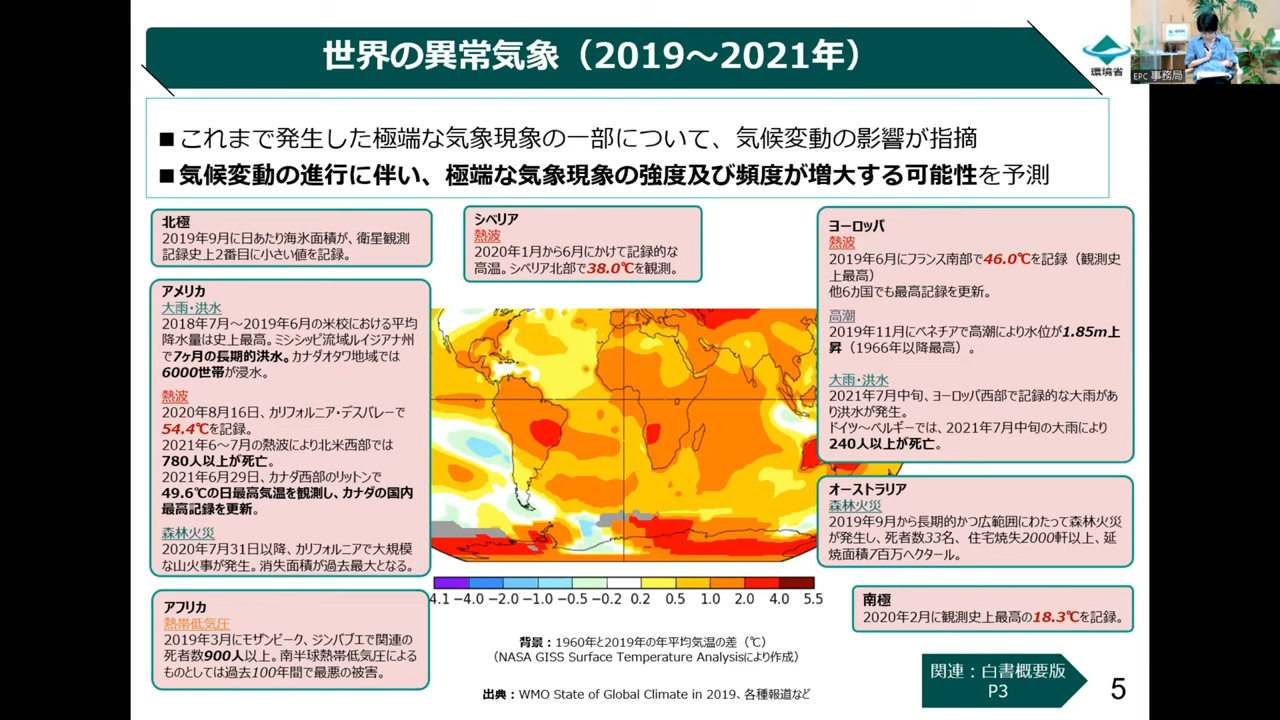 世界の異常気象（2019～2021年）
環境省
EPC 事務局
■これまで発生した極端な気象現象の一部について、気候変動の影響が指摘
■気候変動の進行に伴い、極端な気象現象の強度及び頻度が増大する可能性を予測
北極
2019年9月に日あたり海氷面積が、衛星観測
記録史上2番目に小さい値を記録。
アメリカ
大雨・洪水
2018年7月～2019年6月の米校における平均
降水量は史上最高。ミシシッピ流域ルイジアナ州
で7ヶ月の長期的洪水。カナダオタワ地域では
6000世帯が浸水。
熱波
2020年8月16日、カリフォルニア・デスバレーで
54.4℃を記録。
2021年6～7月の熱波により北米西部では
780人以上が死亡。
2021年6月29日、カナダ西部のリットンで
49.6℃の日最高気温を観測し、カナダの国内
最高記録を更新。
森林火災
2020年7月31日以降、カリフォルニアで大規模
な山火事が発生。消失面積が過去最大となる。
アフリカ
熱帯低気圧
2019年3月にモザンビーク、ジンバブエで関連の
死者数900人以上。南半球熱帯低気圧による
ものとしては過去100年間で最悪の被害。
シベリア
熱波
2020年1月から6月にかけて記録的な
高温。シベリア北部で38.0℃を観測。
4.1 −4.0 −2.0 −1.0 −0.5 −0.2 0.2 0.5 1.0 2.0 4.0 5.5
背景：1960年と2019年の年平均気温の差（℃）
（NASA GISS Surface Temperature Analysisにより作成）
出典：WMO State of Global Climate in 2019、各種報道など
ヨーロッパ
熱波
2019年6月にフランス南部で46.0℃を記録（観測史
上最高）
他6カ国でも最高記録を更新。
高潮
2019年11月にベネチアで高潮により水位が1.85m上
昇（1966年以降最高）。
大雨・洪水
2021年7月中旬、ヨーロッパ西部で記録的な大雨があ
り洪水が発生。
ドイツ～ベルギーでは、2021年7月中旬の大雨により
240人以上が死亡。
オーストラリア
森林火災
2019年9月から長期的かつ広範囲にわたって森林火災
が発生し、死者数33名、住宅焼失2000軒以上、延
焼面積7百万ヘクタール。
南極
2020年2月に観測史上最高の18.3℃を記録。
関連：白書概要版
P3
5